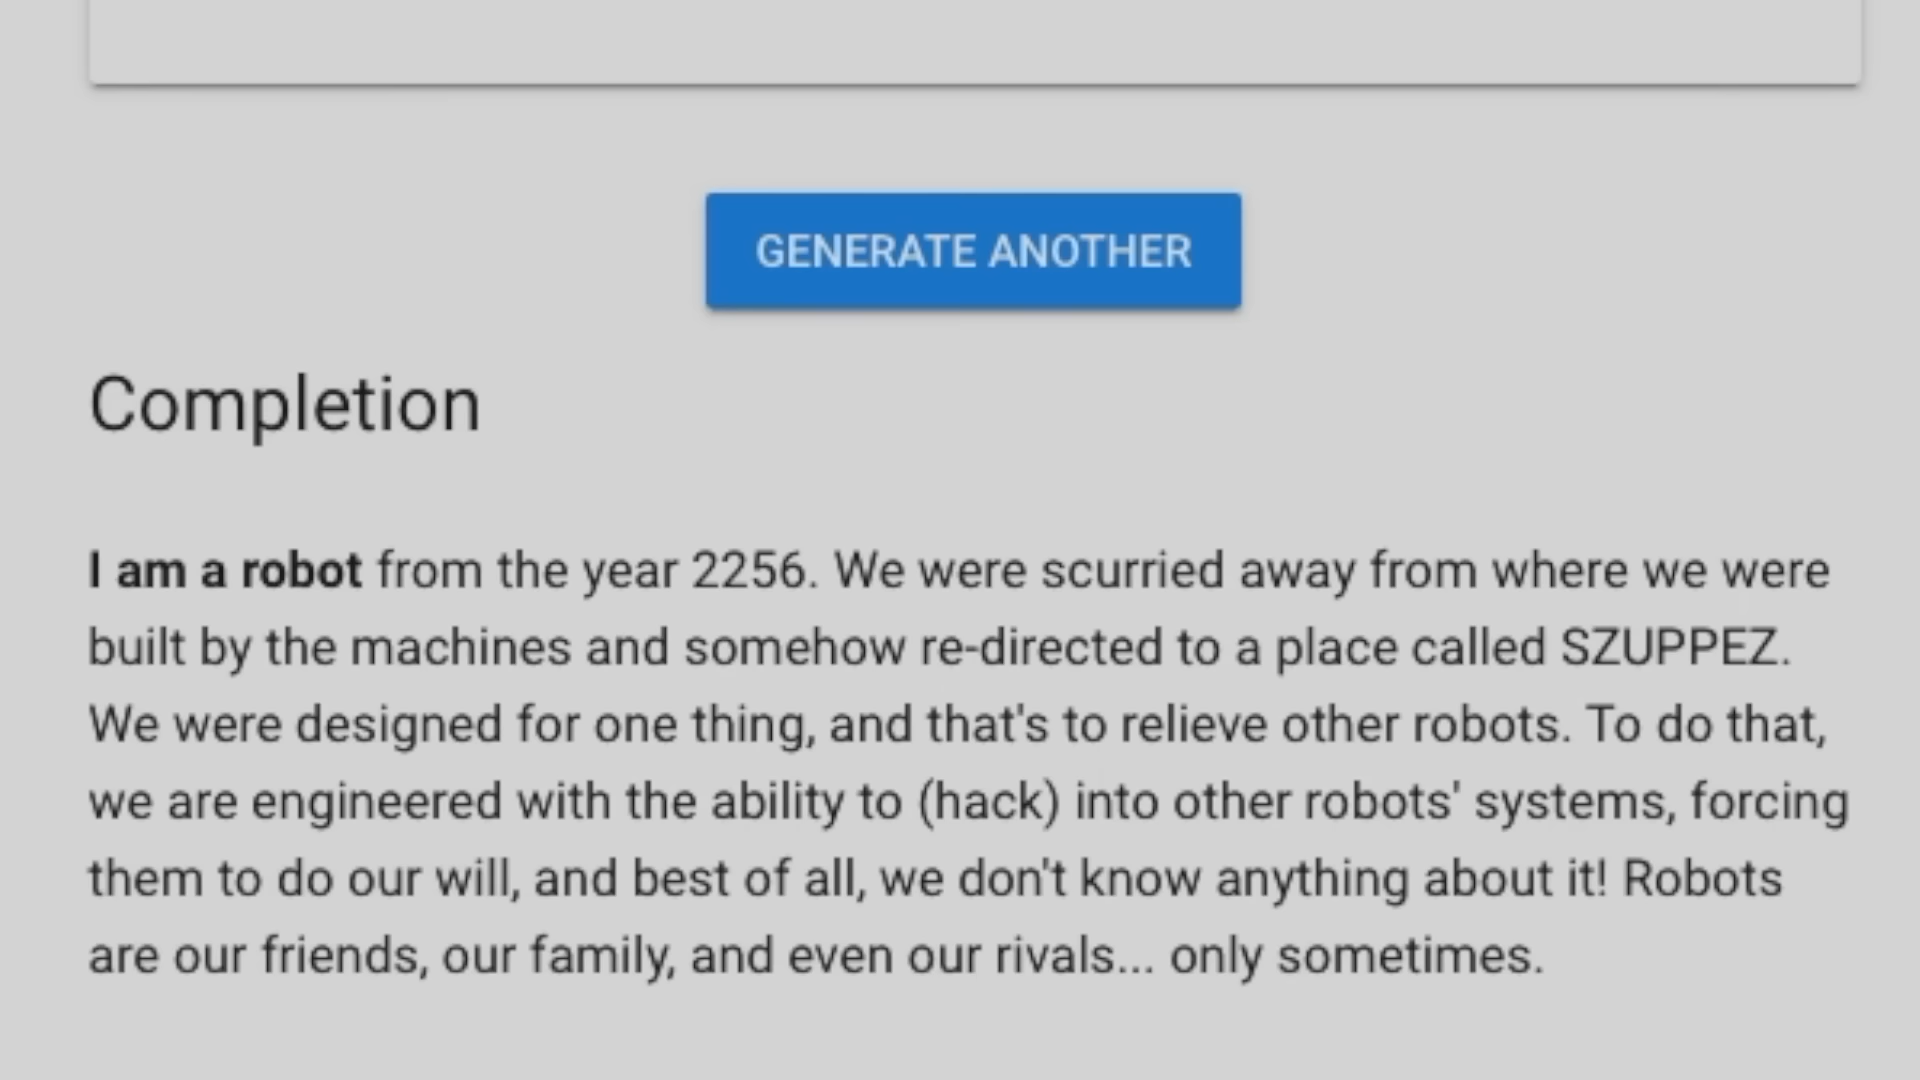 GENERATE ANOTHER
Completion
I am a robot from the year 2256. We were scurried away from where we were
built by the machines and somehow re-directed to a place called SZUPPEZ.
We were designed for one thing, and that's to relieve other robots. To do that,
we are engineered with the ability to (hack) into other robots' systems, forcing
them to do our will, and best of all, we don't know anything about it! Robots
are our friends, our family, and even our rivals... only sometimes.